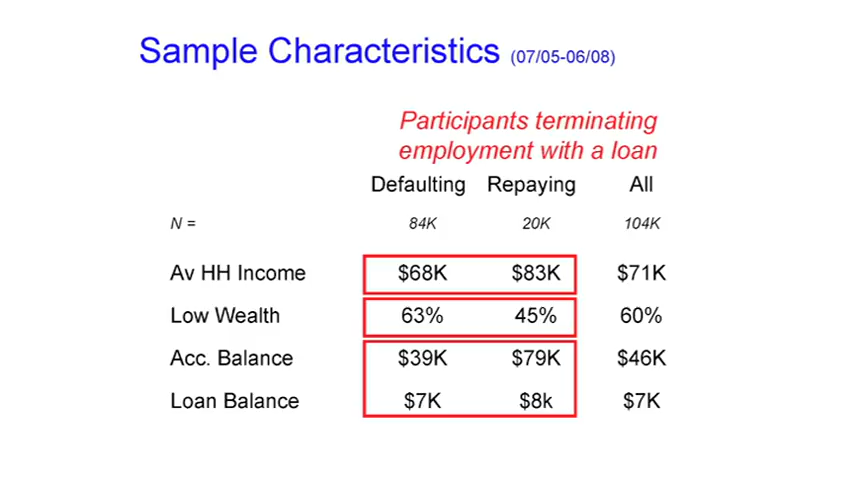 Sample Characteristics (07/05-06/08)
Participants terminating
employment with a loan
Defaulting Repaying All
N = 84K 20K 104K
Av HH Income $68K $83K $71K
Low Wealth 63% 45% 60%
Acc. Balance $39K $79K $46K
Loan Balance $7K $8k $7K